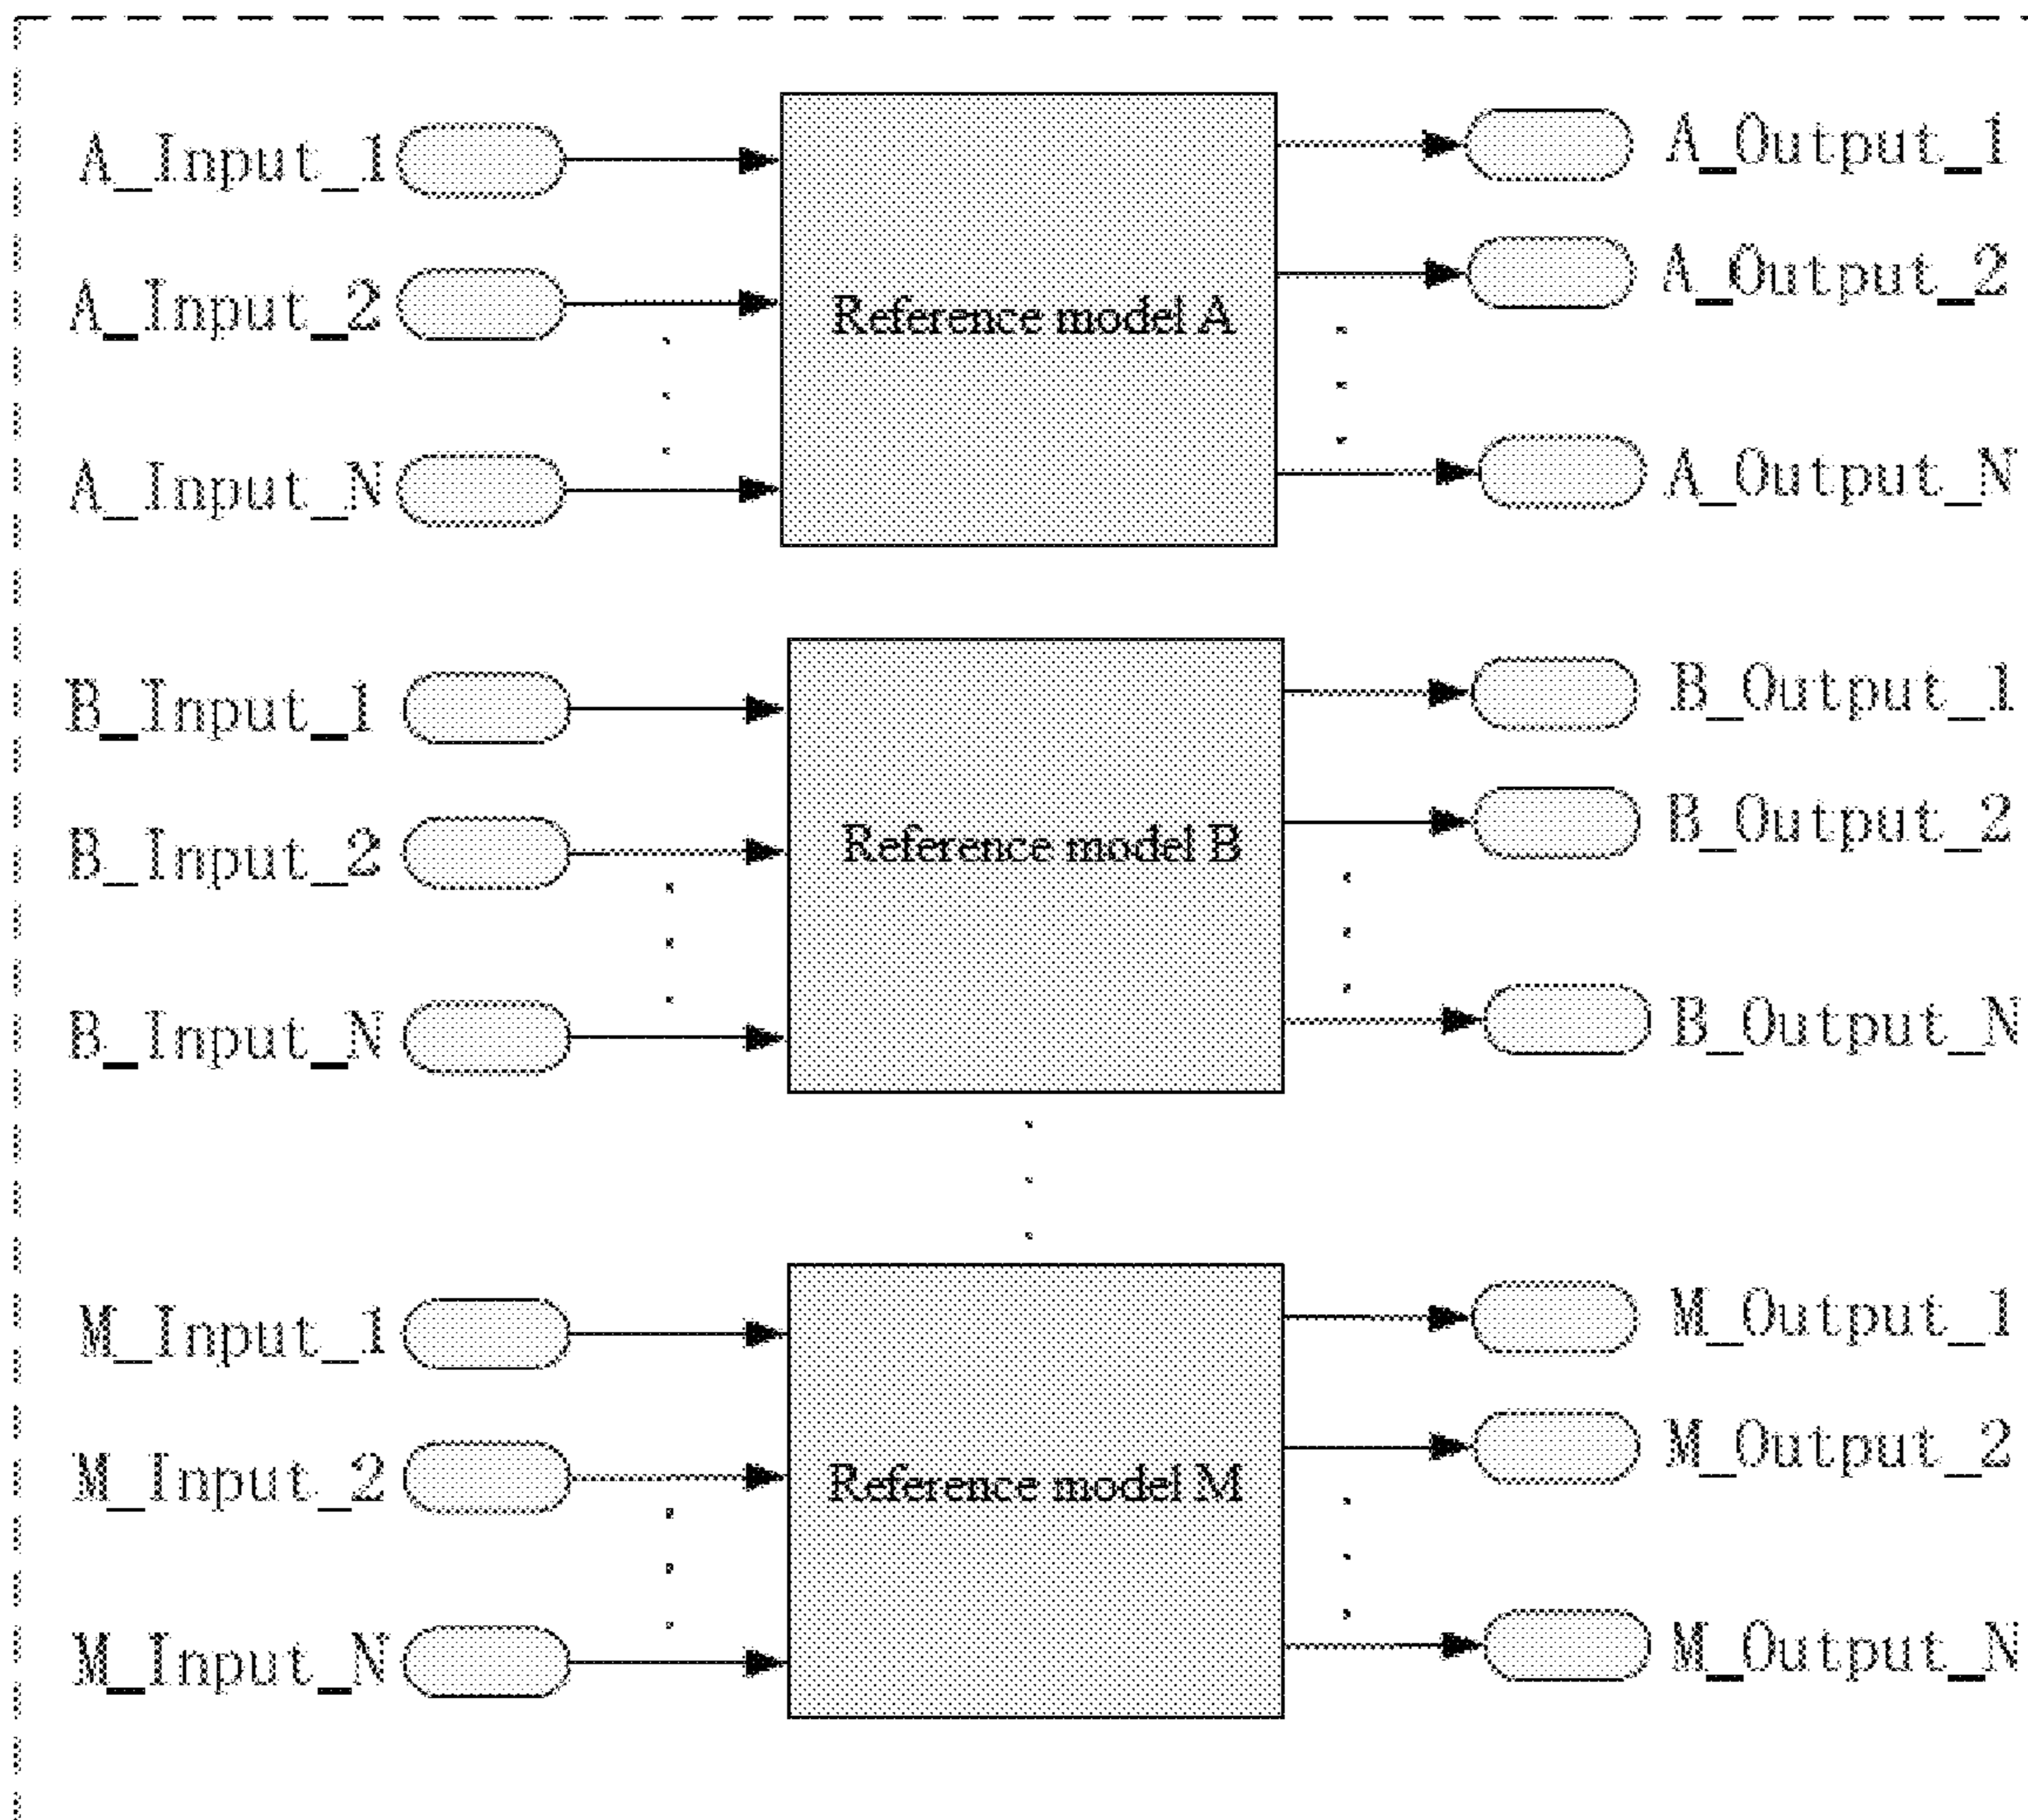 A_Input_1
A_Output_1
A_Input_2
A_Output_2
Reference model A
A_Input_N
A_Output_N
B_Input_1
B_Output_1
B_Input_2
B_Output_2
Reference model B
B_Input_N
B_Output_N
M_Input_1
M_Output_1
M_Input_2
M_Output_2
Reference model M
M_Input_N
M_Output_N